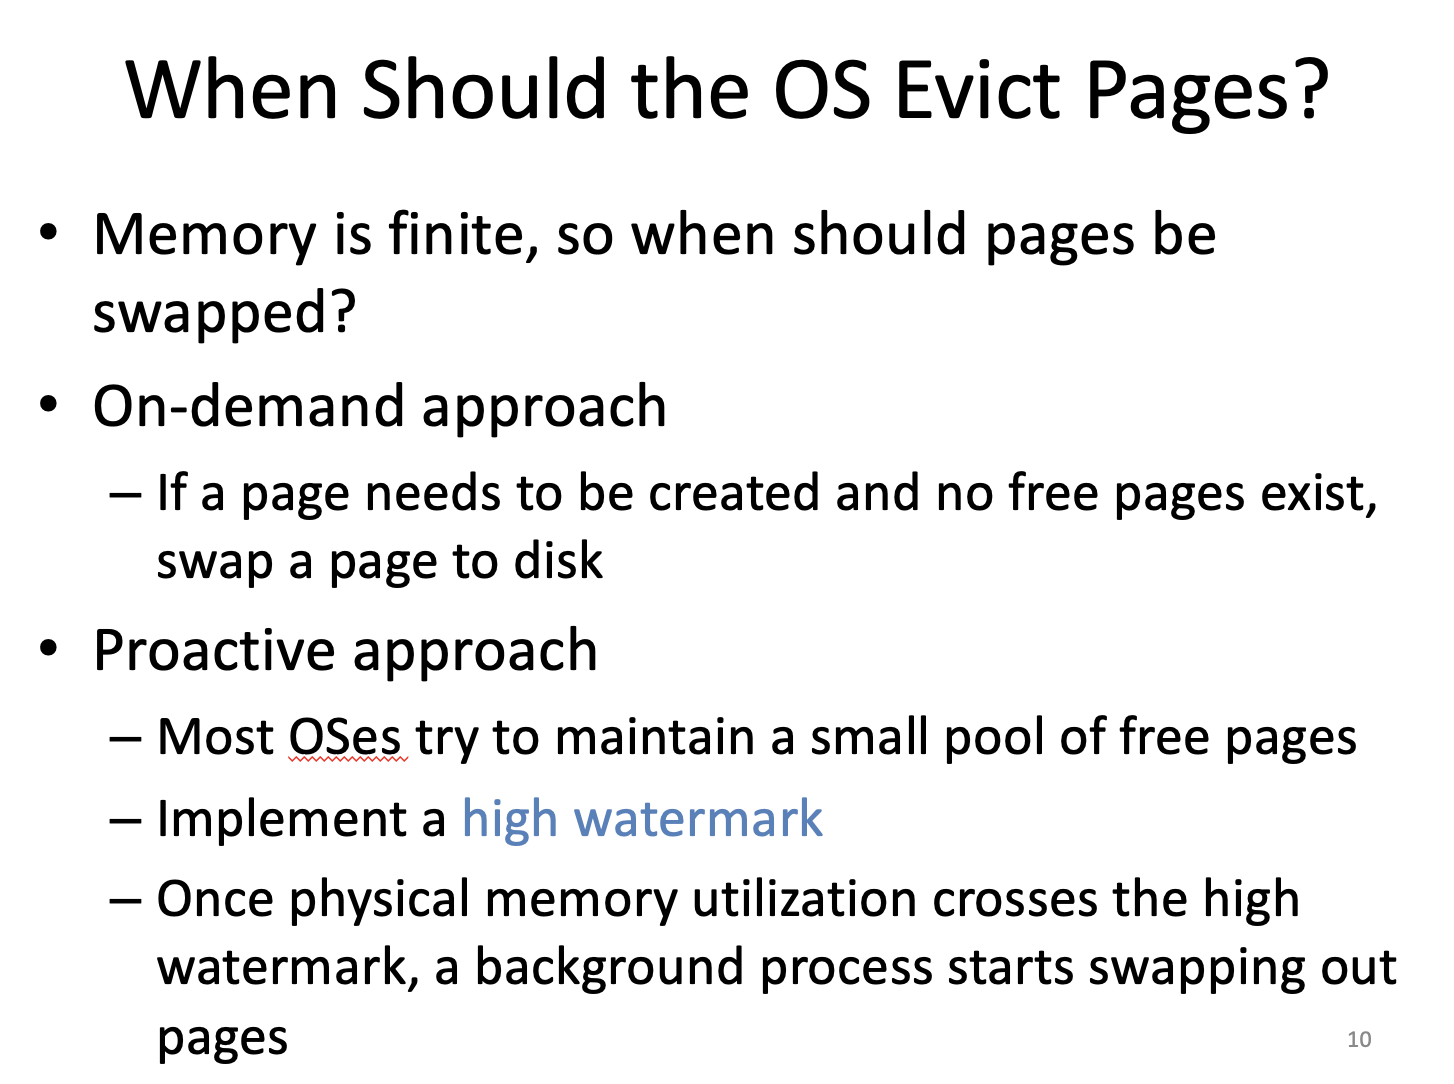 When Should the OS Evict Pages?
• Memory is finite, so when should pages be
swapped?
• On-demand approach
– If a page needs to be created and no free pages exist,
swap a page to disk
• Proactive approach
– Most OSes try to maintain a small pool of free pages
– Implement a high watermark
– Once physical memory utilization crosses the high
watermark, a background process starts swapping out
pages
10